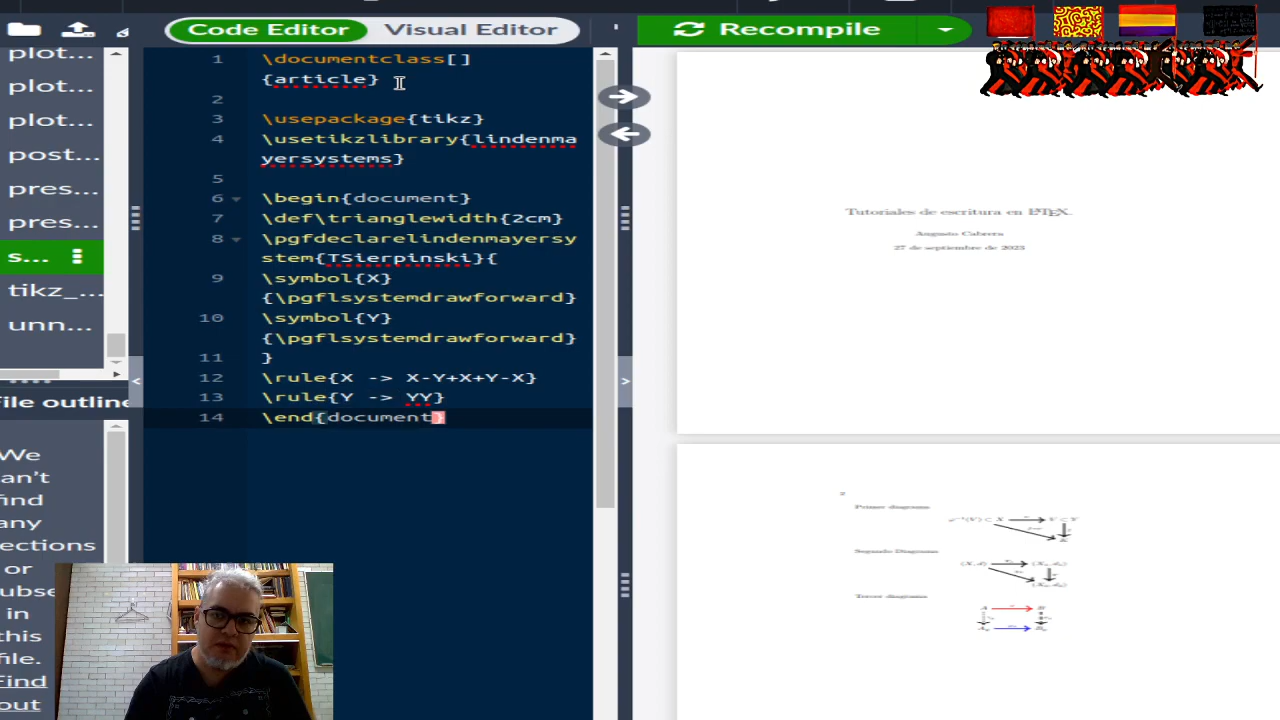 Code Editor Visual Editor Recompile
plot...
plot...
plot...
post...
pres...
pres...
s...
tikz_...
unn...
File outline
We
an't
find
any
ections
or
ubse
in
this
file.
Find
out
1 \documentclass[]
{article}
2
3 \usepackage{tikz}
4 \usetikzlibrary{lindenma
yersystems}
5
6 \begin{document}
7 \def\trianglewidth{2cm}
8 \pgfdeclarelindenmayersy
stem{TSierpinski}{
9 \symbol{X}
{\pgflsystemdrawforward}
10 \symbol{Y}
{\pgflsystemdrawforward}
11 }
12 \rule{X -> X-Y+X+Y-X}
13 \rule{Y -> YY}
14 \end{document}
Tutoriales de escritura en LATEX.
Augusto Cabrera
27 de septiembre de 2023
2
Primer diagrama
Segundo Diagrama
Tercer diagrama